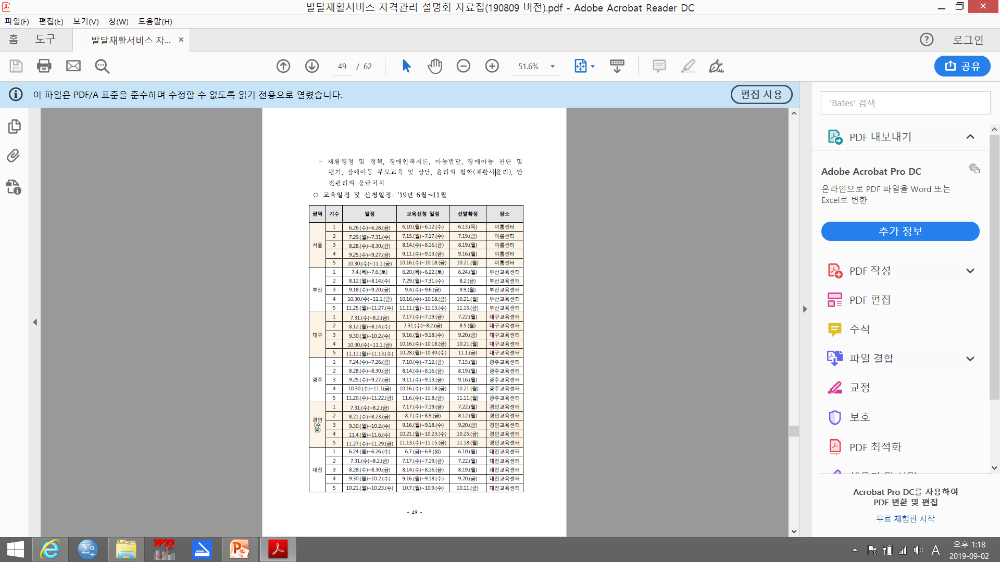 발달재활서비스 자격관리 설명회 자료집(190809 버전).pdf - Adobe Acrobat Reader DC
파일(F) 편집(E) 보기(V) 창(W) 도움말(H)
홈 도구 발달재활서비스 자... × 로그인
49 / 62 51.6% 공유
이 파일은 PDF/A 표준을 준수하며 수정할 수 없도록 읽기 전용으로 열렸습니다. 편집 사용
- 재활행정 및 정책, 장애인복지론, 아동발달, 장애아동 진단 및
평가, 장애아동 부모교육 및 상담, 윤리와 철학(재활사윤리), 안
전관리와 응급처치
○ 교육일정 및 신청일정: '19년 6월~11월
권역 기수 일정 교육신청 일정 선발확정 장소
서울
1 6.26.(수)~6.28.(금) 6.10.(월)~6.12.(수) 6.13.(목) 이룸센터
2 7.29.(월)~7.31.(수) 7.15.(월)~7.17.(수) 7.19.(금) 이룸센터
3 8.28.(수)~8.30.(금) 8.14.(수)~8.16.(금) 8.19.(월) 이룸센터
4 9.25.(수)~9.27.(금) 9.11.(수)~9.13.(금) 9.16.(월) 이룸센터
5 10.30.(수)~11.1.(금) 10.16.(수)~10.18.(금) 10.21.(월) 이룸센터
부산
1 7.4.(목)~7.6.(토) 6.20.(목)~6.22.(토) 6.24.(월) 부산교육센터
2 8.12.(월)~8.14.(수) 7.29.(월)~7.31.(수) 8.2.(금) 부산교육센터
3 9.18.(수)~9.20.(금) 9.4.(수)~9.6.(금) 9.9.(월) 부산교육센터
4 10.30.(수)~11.1.(금) 10.16.(수)~10.18.(금) 10.21.(월) 부산교육센터
5 11.25.(월)~11.27.(수) 11.11.(월)~11.13.(수) 11.15.(금) 부산교육센터
대구
1 7.31.(수)~8.2.(금) 7.17.(수)~7.19.(금) 7.22.(월) 대구교육센터
2 8.12.(월)~8.14.(수) 7.31.(수)~8.2.(금) 8.5.(월) 대구교육센터
3 9.30.(월)~10.2.(수) 9.16.(월)~9.18.(수) 9.20.(금) 대구교육센터
4 10.30.(수)~11.1.(금) 10.16.(수)~10.18.(금) 10.21.(월) 대구교육센터
5 11.11.(월)~11.13.(수) 10.28.(월)~10.30.(수) 11.1.(금) 대구교육센터
광주
1 7.24.(수)~7.26.(금) 7.10.(수)~7.12.(금) 7.15.(월) 광주교육센터
2 8.28.(수)~8.30.(금) 8.14.(수)~8.16.(금) 8.19.(월) 광주교육센터
3 9.25.(수)~9.27.(금) 9.11.(수)~9.13.(금) 9.16.(월) 광주교육센터
4 10.30.(수)~11.1(금) 10.16.(수)~10.18.(금) 10.21.(월) 광주교육센터
5 11.20.(수)~11.22.(금) 11.6.(수)~11.8.(금) 11.11.(월) 광주교육센터
경인
(수
원)
1 7.31.(수)~8.2.(금) 7.17.(수)~7.19.(금) 7.22.(월) 경인교육센터
2 8.21.(수)~8.23.(금) 8.7.(수)~8.9.(금) 8.12.(월) 경인교육센터
3 9.30.(월)~10.2.(수) 9.16.(월)~9.18.(수) 9.20.(금) 경인교육센터
4 11.4.(월)~11.6.(수) 10.21.(월)~10.23.(수) 10.25.(금) 경인교육센터
5 11.27.(수)~11.29.(금) 11.13.(수)~11.15.(금) 11.18.(월) 경인교육센터
대전
1 6.24.(월)~6.26.(수) 6.7.(금)~6.9.(일) 6.10.(월) 대전교육센터
2 7.31.(수)~8.2.(금) 7.17.(수)~7.19.(금) 7.22.(월) 대전교육센터
3 8.28.(수)~8.30.(금) 8.14.(수)~8.16.(금) 8.19.(월) 대전교육센터
4 9.30.(월)~10.2.(수) 9.16.(월)~9.18.(수) 9.20.(금) 대전교육센터
5 10.21.(월)~10.23.(수) 10.7.(월)~10.9.(수) 10.11.(금) 대전교육센터
- 49 -
'Bates' 검색
PDF 내보내기
Adobe Acrobat Pro DC
온라인으로 PDF 파일을 Word 또는
Excel로 변환
추가 정보
PDF 작성
PDF 편집
주석
파일 결합
교정
보호
PDF 최적화
Acrobat Pro DC를 사용하여
PDF 변환 및 편집
무료 체험판 시작
SPSS
A 오후 1:18
2019-09-02